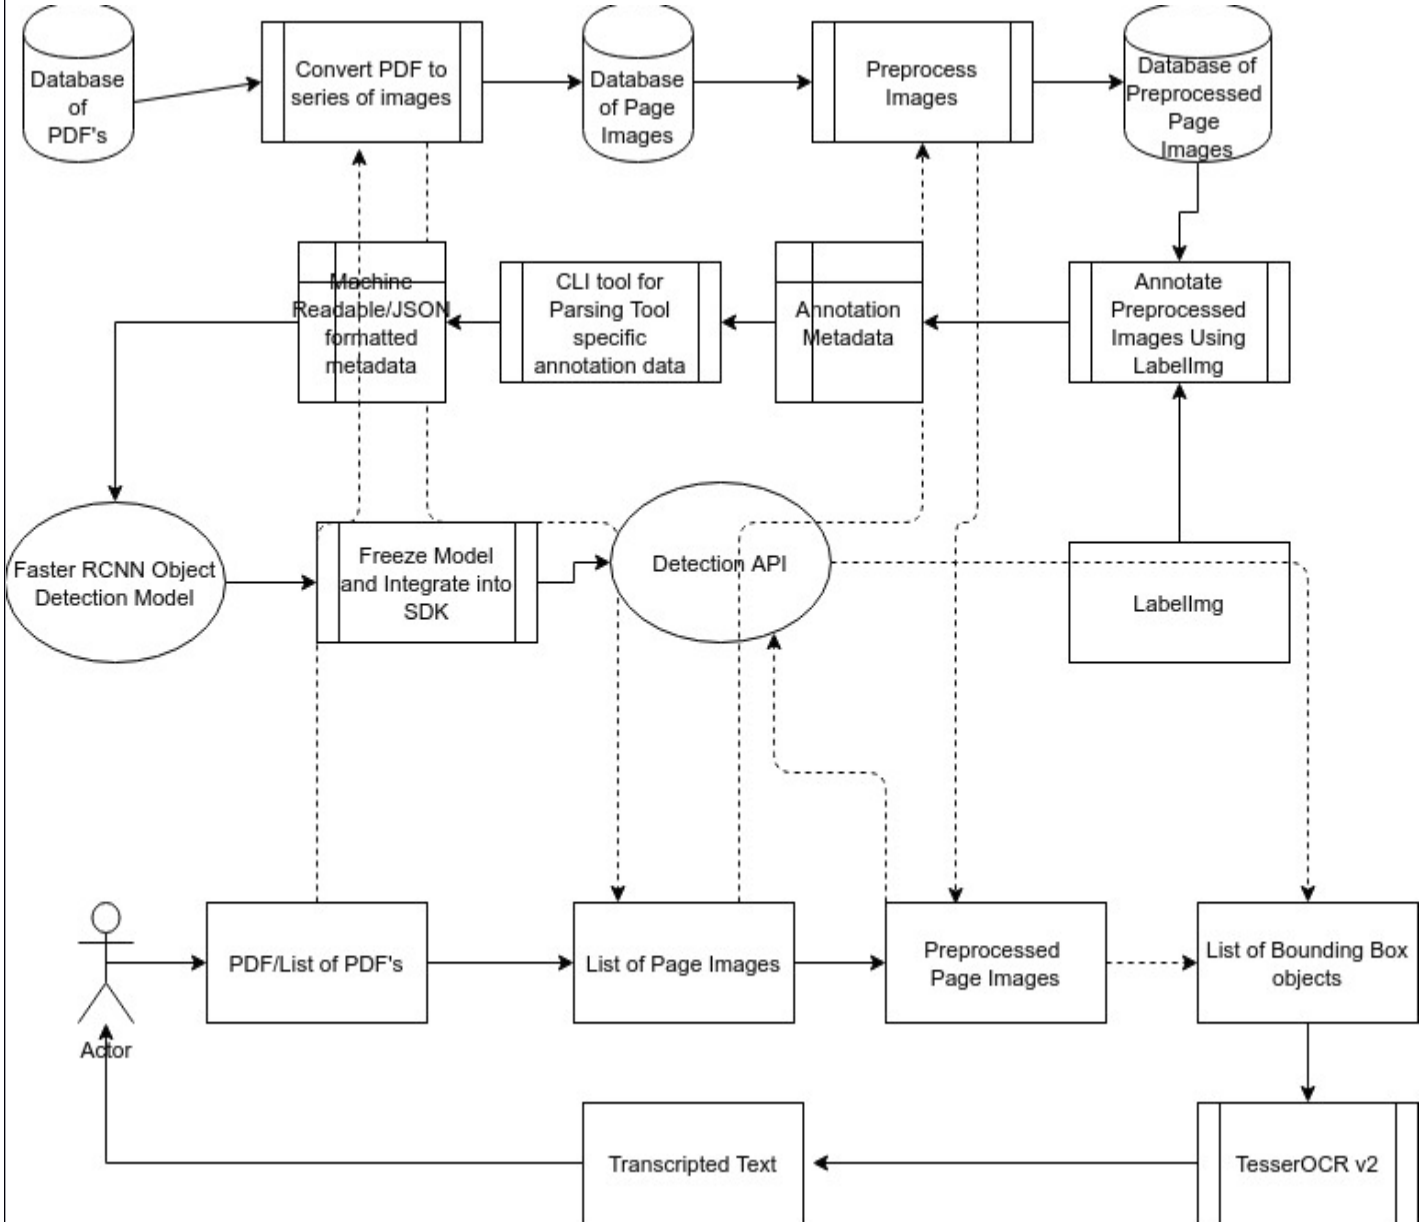 Database
of
PDF's
Convert PDF to
series of images
Database
of Page
Images
Preprocess
Images
Database of
Preprocessed
Page
Images
Machine
Readable/JSON
formatted
metadata
CLI tool for
Parsing Tool
specific
annotation data
Annotation
Metadata
Annotate
Preprocessed
Images Using
LabelImg
Faster RCNN Object
Detection Model
Freeze Model
and Integrate into
SDK
Detection API
LabelImg
PDF/List of PDF's
List of Page Images
Preprocessed
Page Images
List of Bounding Box
objects
Actor
Transcripted Text
TesserOCR v2